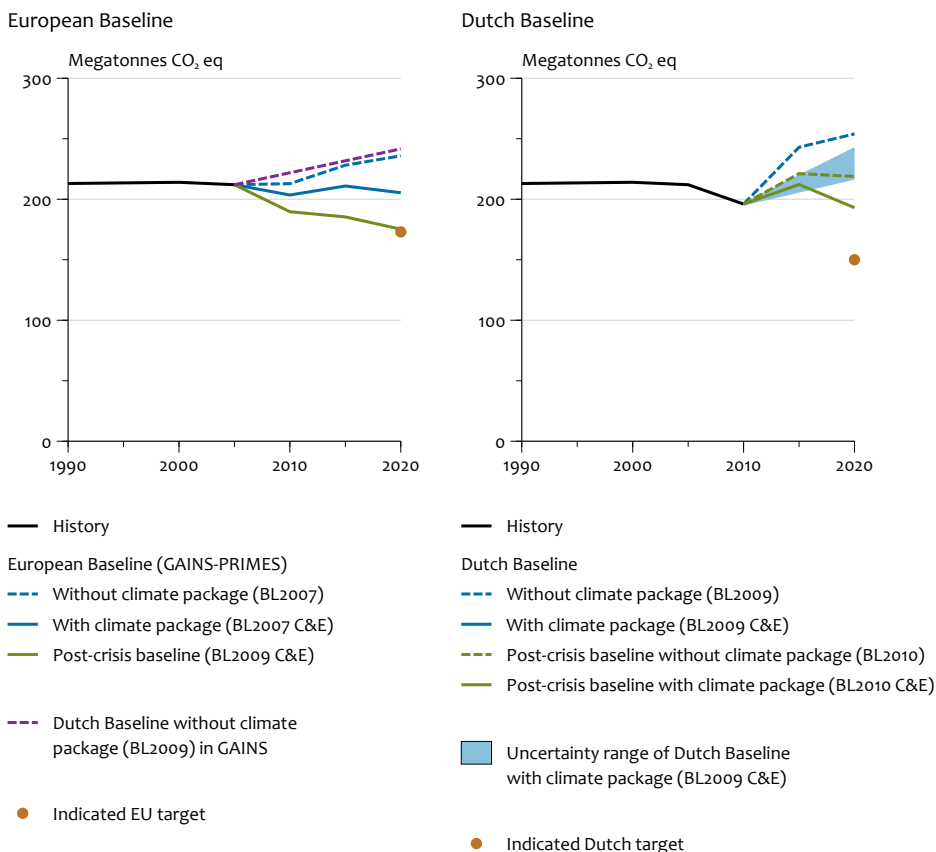 European Baseline
Megatonnes CO₂ eq
300
200
100
0
1990
2000
2010
2020
History
European Baseline (GAINS-PRIMES)
Without climate package (BL2007)
With climate package (BL2007 C&E)
Post-crisis baseline (BL2009 C&E)
Dutch Baseline without climate
package (BL2009) in GAINS
Indicated EU target
Dutch Baseline
Megatonnes CO₂ eq
300
200
100
0
1990
2000
2010
2020
History
Dutch Baseline
Without climate package (BL2009)
With climate package (BL2009 C&E)
Post-crisis baseline without climate package (BL2010)
Post-crisis baseline with climate package (BL2010 C&E)
Uncertainty range of Dutch Baseline
with climate package (BL2009 C&E)
Indicated Dutch target